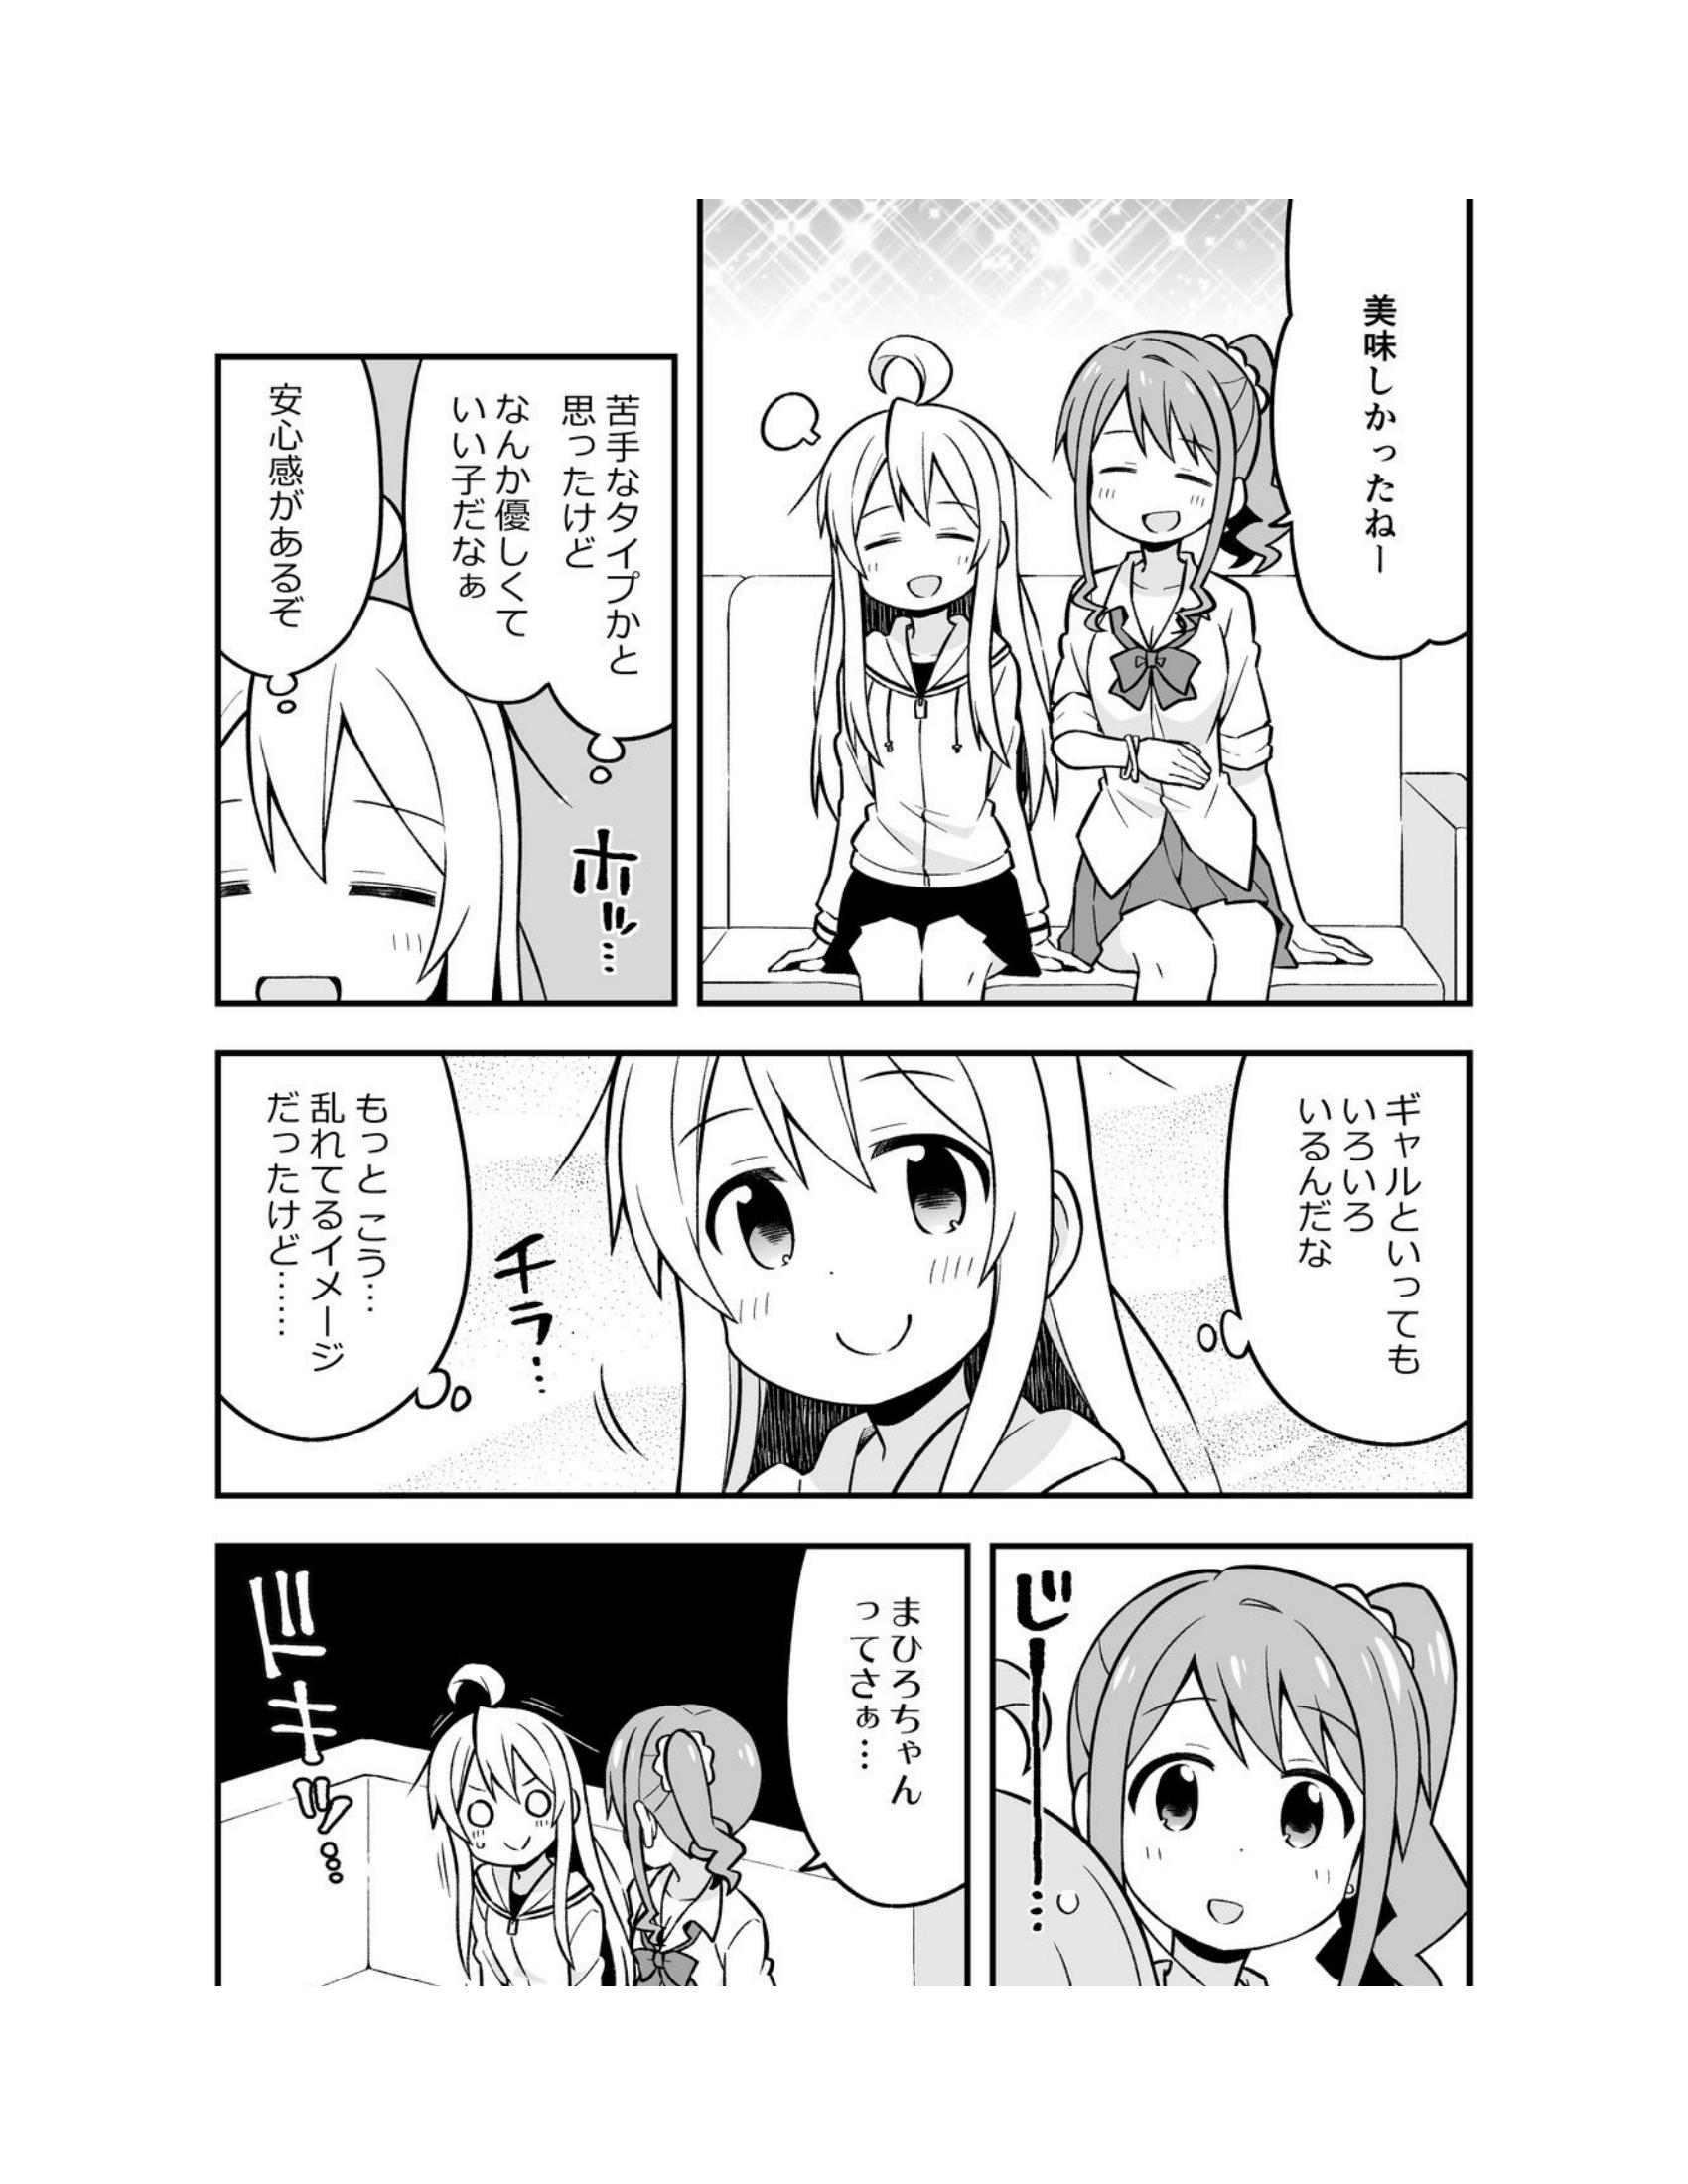 美味しかったねー
苦手なタイプかと
思ったけど
なんか優しくて
いい子だなぁ
ホッ…
安心感があるぞ
ギャルといっても
いろいろ
いるんだな
チラ…
もっとこう…
乱れてるイメージ
だったけど……
じー…
まひろちゃん
ってさぁ…
ドキッ…